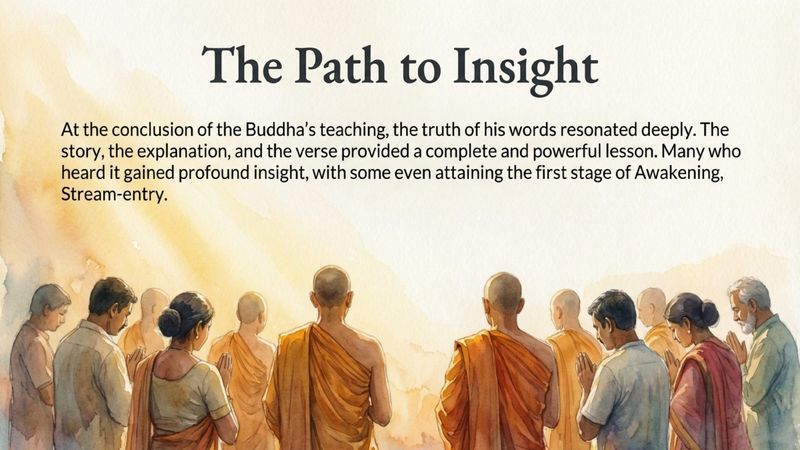 The Path to Insight
At the conclusion of the Buddha’s teaching, the truth of his words resonated deeply. The
story, the explanation, and the verse provided a complete and powerful lesson. Many who
heard it gained profound insight, with some even attaining the first stage of Awakening,
Stream-entry.